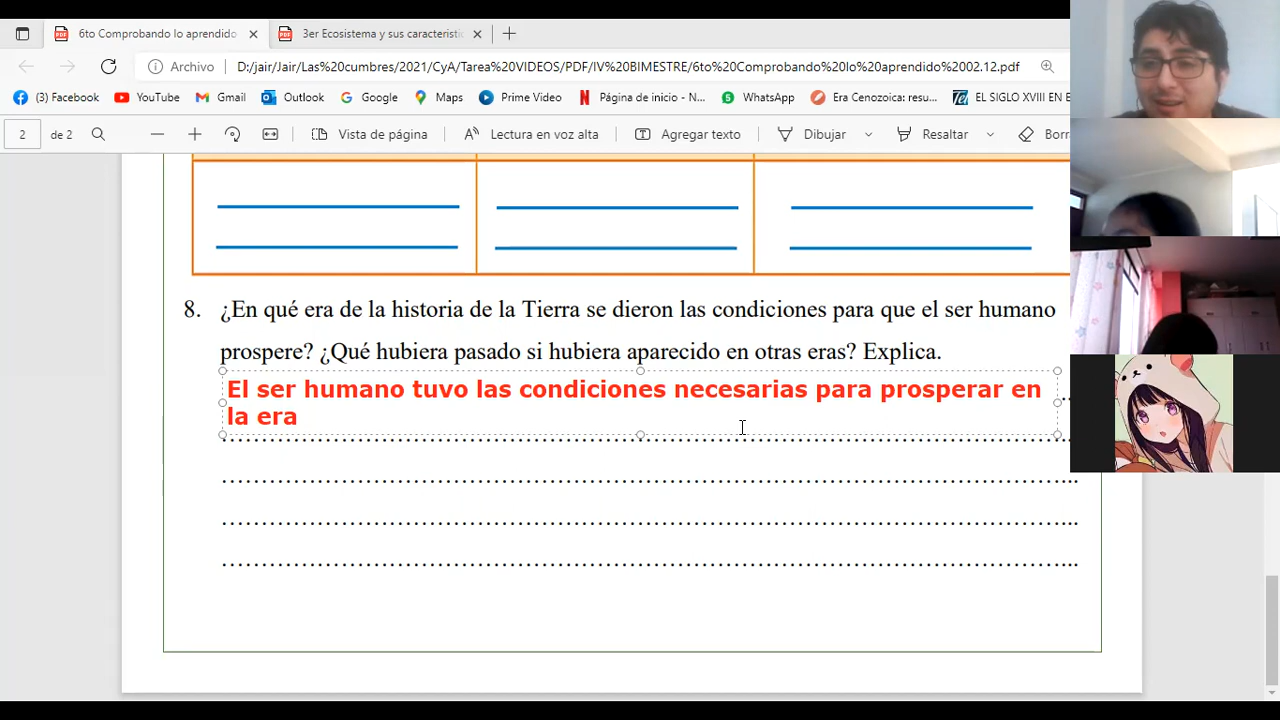 6to Comprobando lo aprendido
3er Ecosistema y sus caracterist
Archivo
D:/jair/Jair/Las%20cumbres/2021/CyA/Tarea%20VIDEOS/PDF/IV%20BIMESTRE/6to%20Comprobando%20lo%20aprendido%2002.12.pdf
(3) Facebook YouTube Gmail Outlook Google Maps Prime Video Página de inicio - N... WhatsApp Era Cenozoica: resu... EL SIGLO XVIII EN E
2 de 2 Vista de página Lectura en voz alta Agregar texto Dibujar Resaltar Borr
8. ¿En qué era de la historia de la Tierra se dieron las condiciones para que el ser humano
prospere? ¿Qué hubiera pasado si hubiera aparecido en otras eras? Explica.
El ser humano tuvo las condiciones necesarias para prosperar en
la era